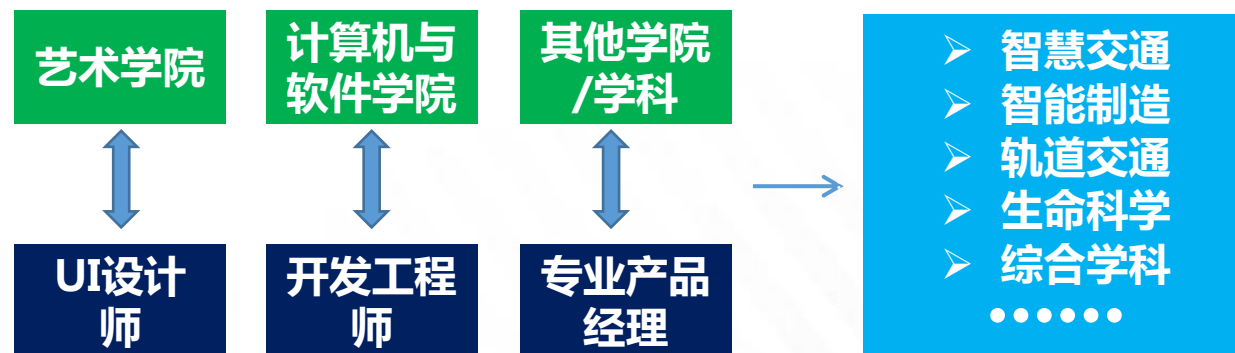 艺术学院
计算机与
软件学院
其他学院
/学科
UI设计
师
开发工程
师
专业产品
经理
➢ 智慧交通
➢ 智能制造
➢ 轨道交通
➢ 生命科学
➢ 综合学科
••••••